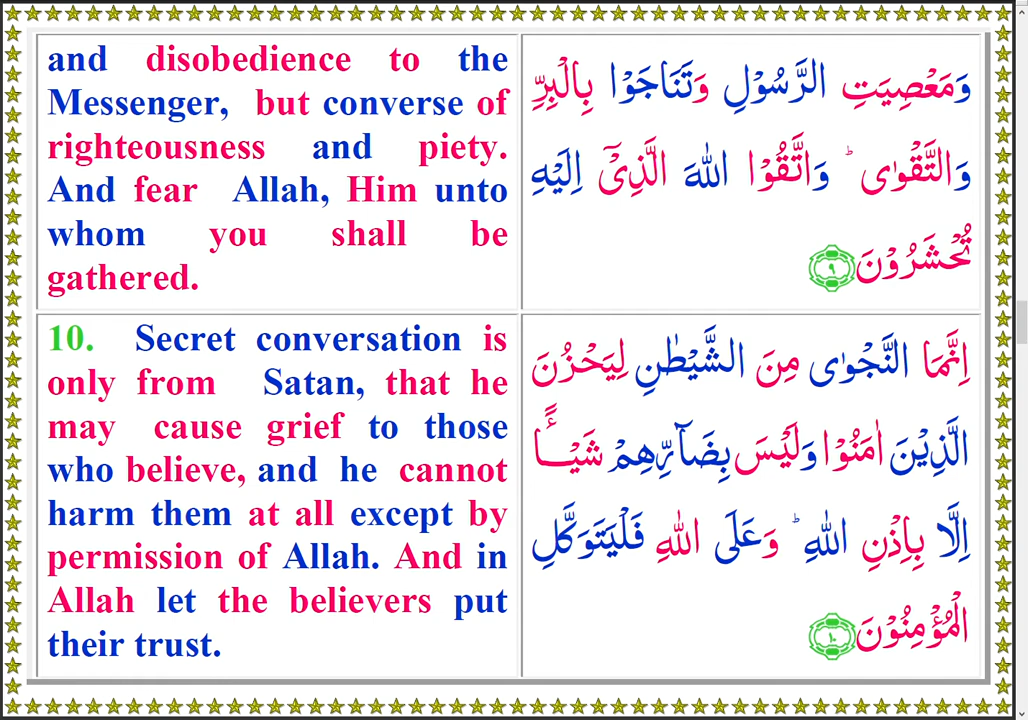 and disobedience to the
Messenger, but converse of
righteousness and piety.
And fear Allah, Him unto
whom you shall be
gathered.
وَمَعْصِيَتِ الرَّسُوْلِ وَتَنَاجَوْا بِالْبِرِّ
وَالتَّقْوٰى ؕ وَاتَّقُوْا اللّٰهَ الَّذِيْۤ اِلَيْهِ
تُحْشَرُوْنَ ﴿۹﴾
10. Secret conversation is
only from Satan, that he
may cause grief to those
who believe, and he cannot
harm them at all except by
permission of Allah. And in
Allah let the believers put
their trust.
اِنَّمَا النَّجْوٰى مِنَ الشَّيْطٰنِ لِيَحْزُنَ
الَّذِيْنَ اٰمَنُوْا وَلَيْسَ بِضَآرِّهِمْ شَيْـــًٔا
اِلَّا بِاِذْنِ اللّٰهِ ؕ وَعَلَى اللّٰهِ فَلْيَتَوَكَّلِ
الْمُؤْمِنُوْنَ ﴿۱۰﴾